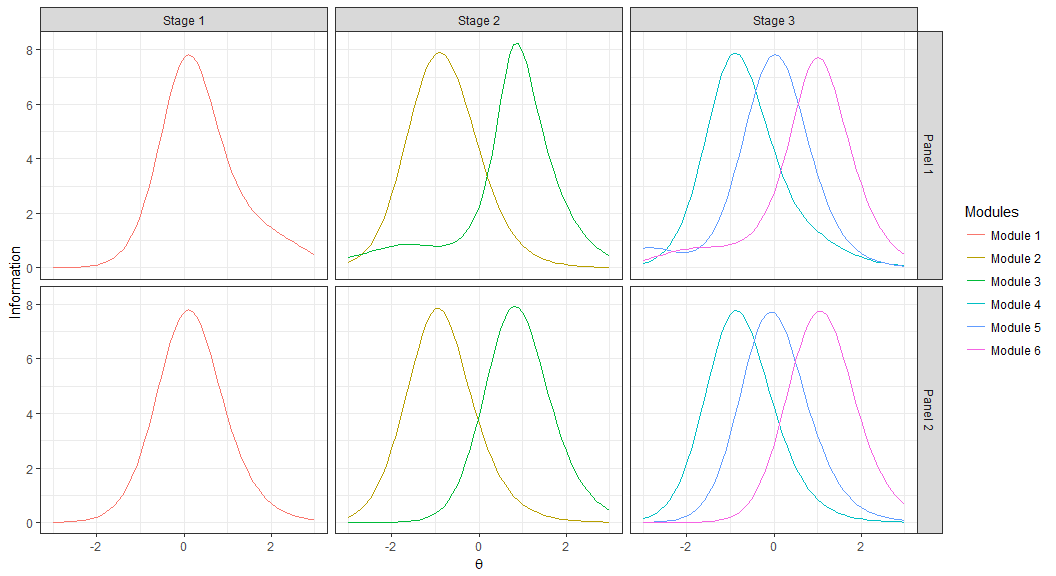 Stage 1
Stage 2
Stage 3
8
6
4
2
0
Panel 1
8
6
4
2
0
Panel 2
Information
-2 0 2
-2 0 2
-2 0 2
θ
Modules
Module 1
Module 2
Module 3
Module 4
Module 5
Module 6